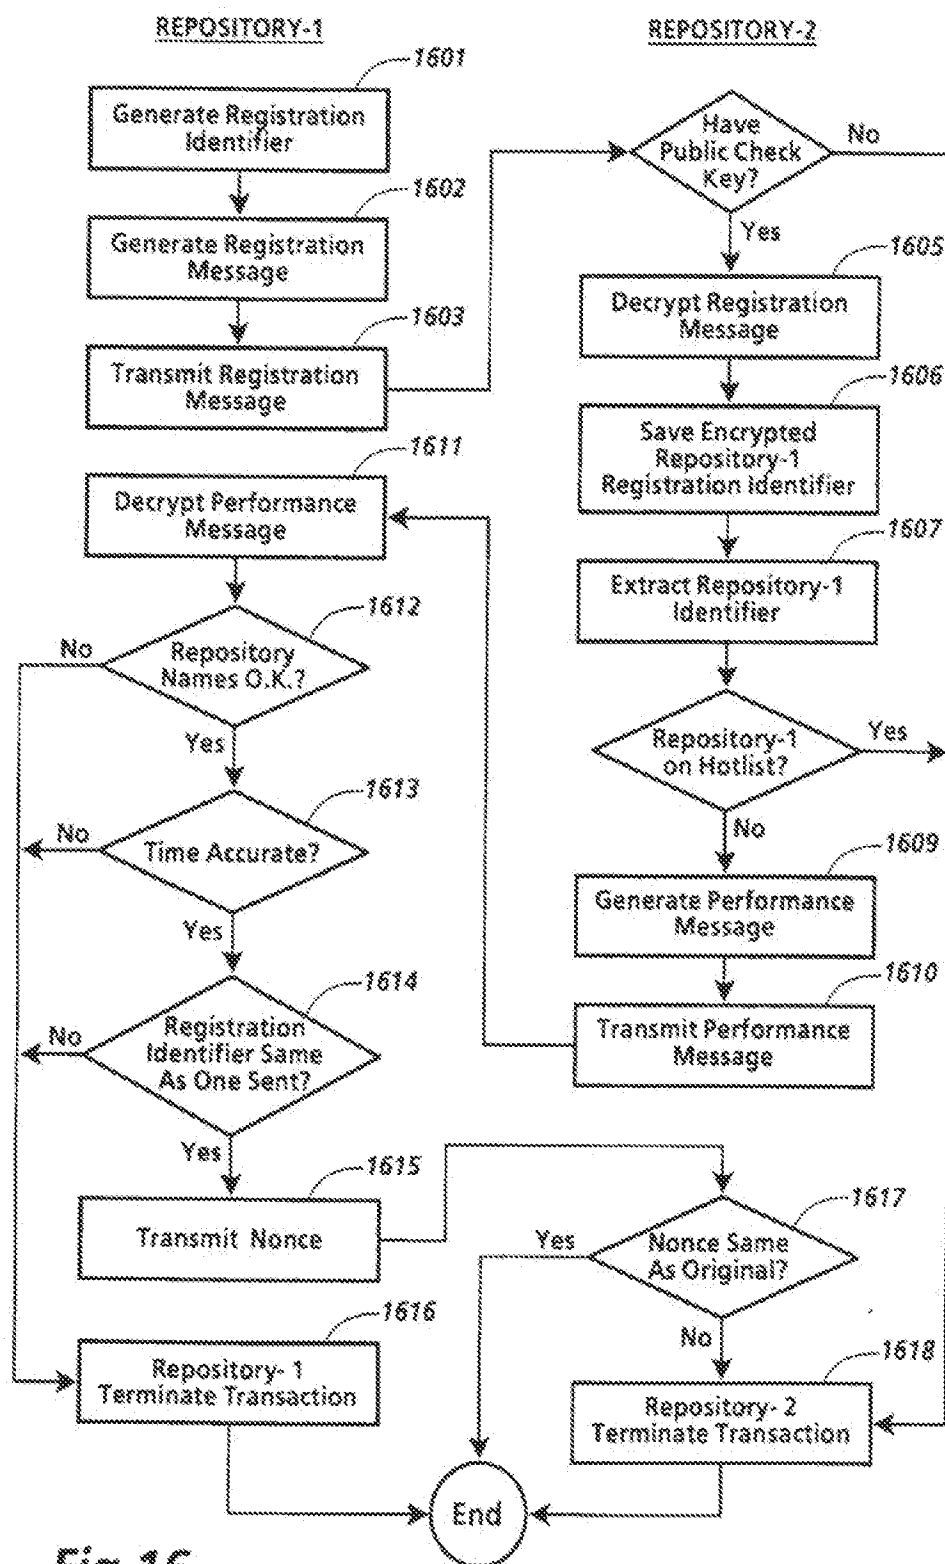 REPOSITORY-1
1601
Generate Registration
Identifier
1602
Generate Registration
Message
1603
Transmit Registration
Message
1611
Decrypt Performance
Message
1612
Repository
Names O.K.?
No
Yes
1613
Time Accurate?
No
Yes
1614
Registration
Identifier Same
As One Sent?
No
Yes
1615
Transmit Nonce
1616
Repository- 1
Terminate Transaction
REPOSITORY-2
Have
Public Check
Key?
No
Yes
1605
Decrypt Registration
Message
1606
Save Encrypted
Repository-1
Registration Identifier
1607
Extract Repository-1
Identifier
Repository-1
on Hotlist?
Yes
No
1609
Generate Performance
Message
1610
Transmit Performance
Message
1617
Nonce Same
As Original?
Yes
No
1618
Repository- 2
Terminate Transaction
End
Fig.16